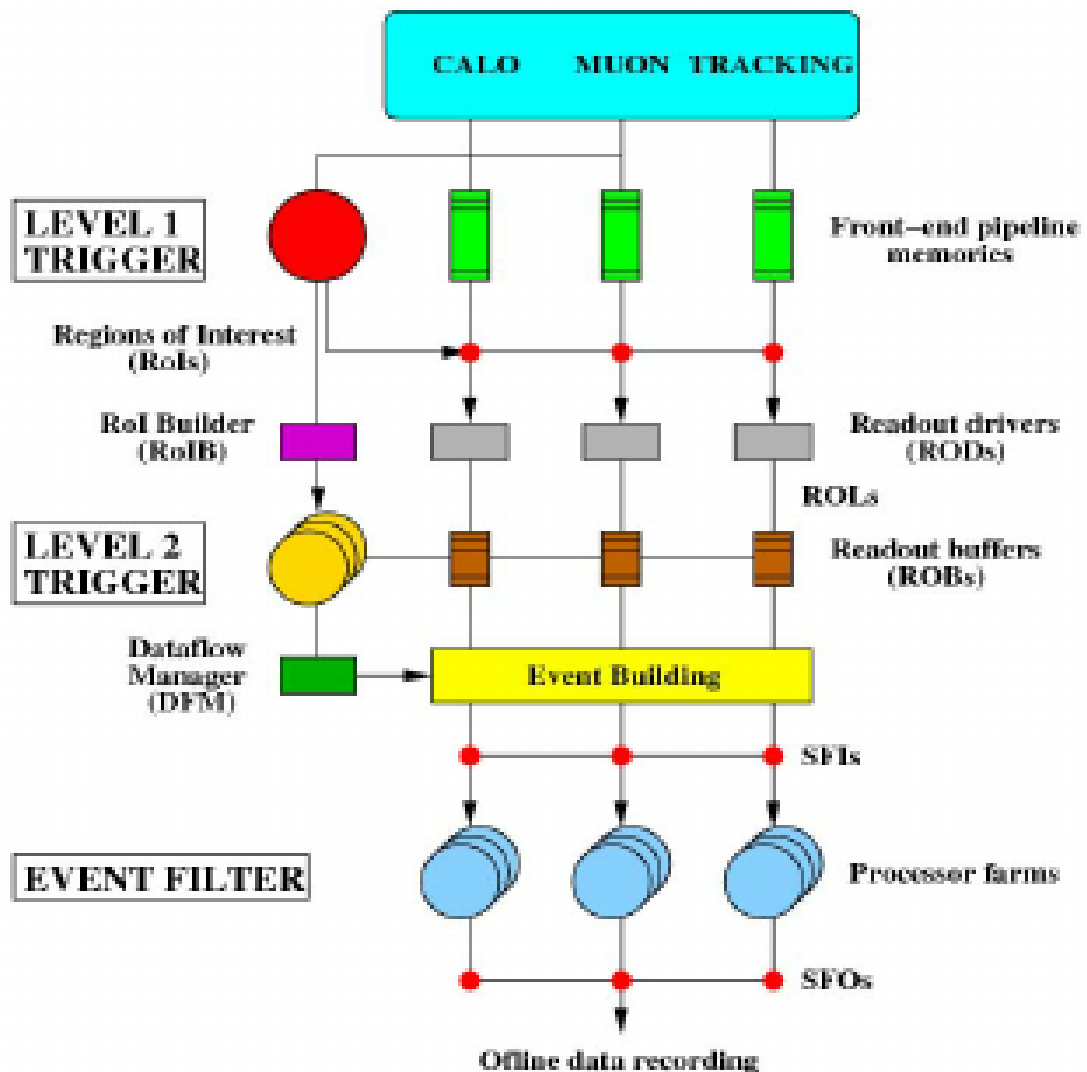 CALO MUON TRACKING
LEVEL 1
TRIGGER
Front-end pipeline
memories
Regions of Interest
(RoIs)
RoI Builder
(RoIB)
Readout drivers
(RODs)
ROLs
LEVEL 2
TRIGGER
Readout buffers
(ROBs)
Dataflow
Manager
(DFM)
Event Building
SFIs
EVENT FILTER
Processor farms
SFOs
Ofline data recording